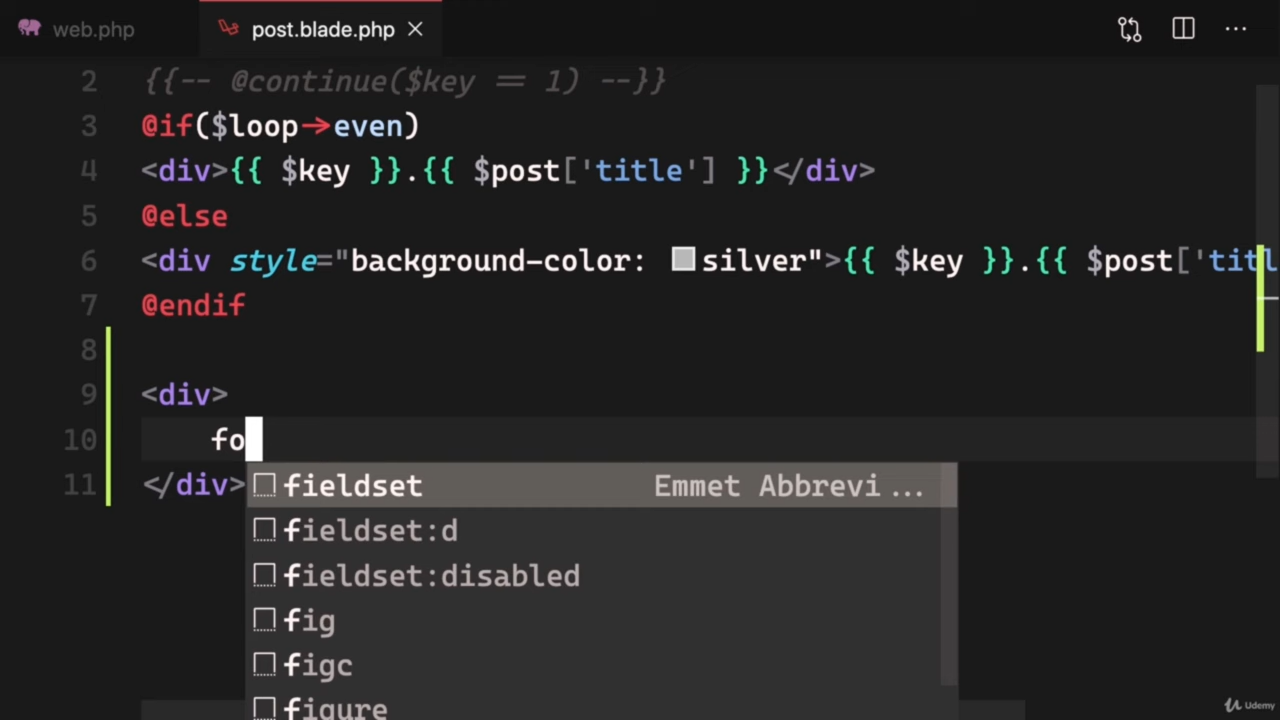 web.php
post.blade.php
2 {{-- @continue($key == 1) --}}
3 @if($loop->even)
4 <div>{{ $key }}.{{ $post['title'] }}</div>
5 @else
6 <div style="background-color: silver">{{ $key }}.{{ $post['titl
7 @endif
8
9 <div>
10 fo
11 </div>
fieldset Emmet Abbrevi...
fieldset:d
fieldset:disabled
fig
figc
figure
Udemy